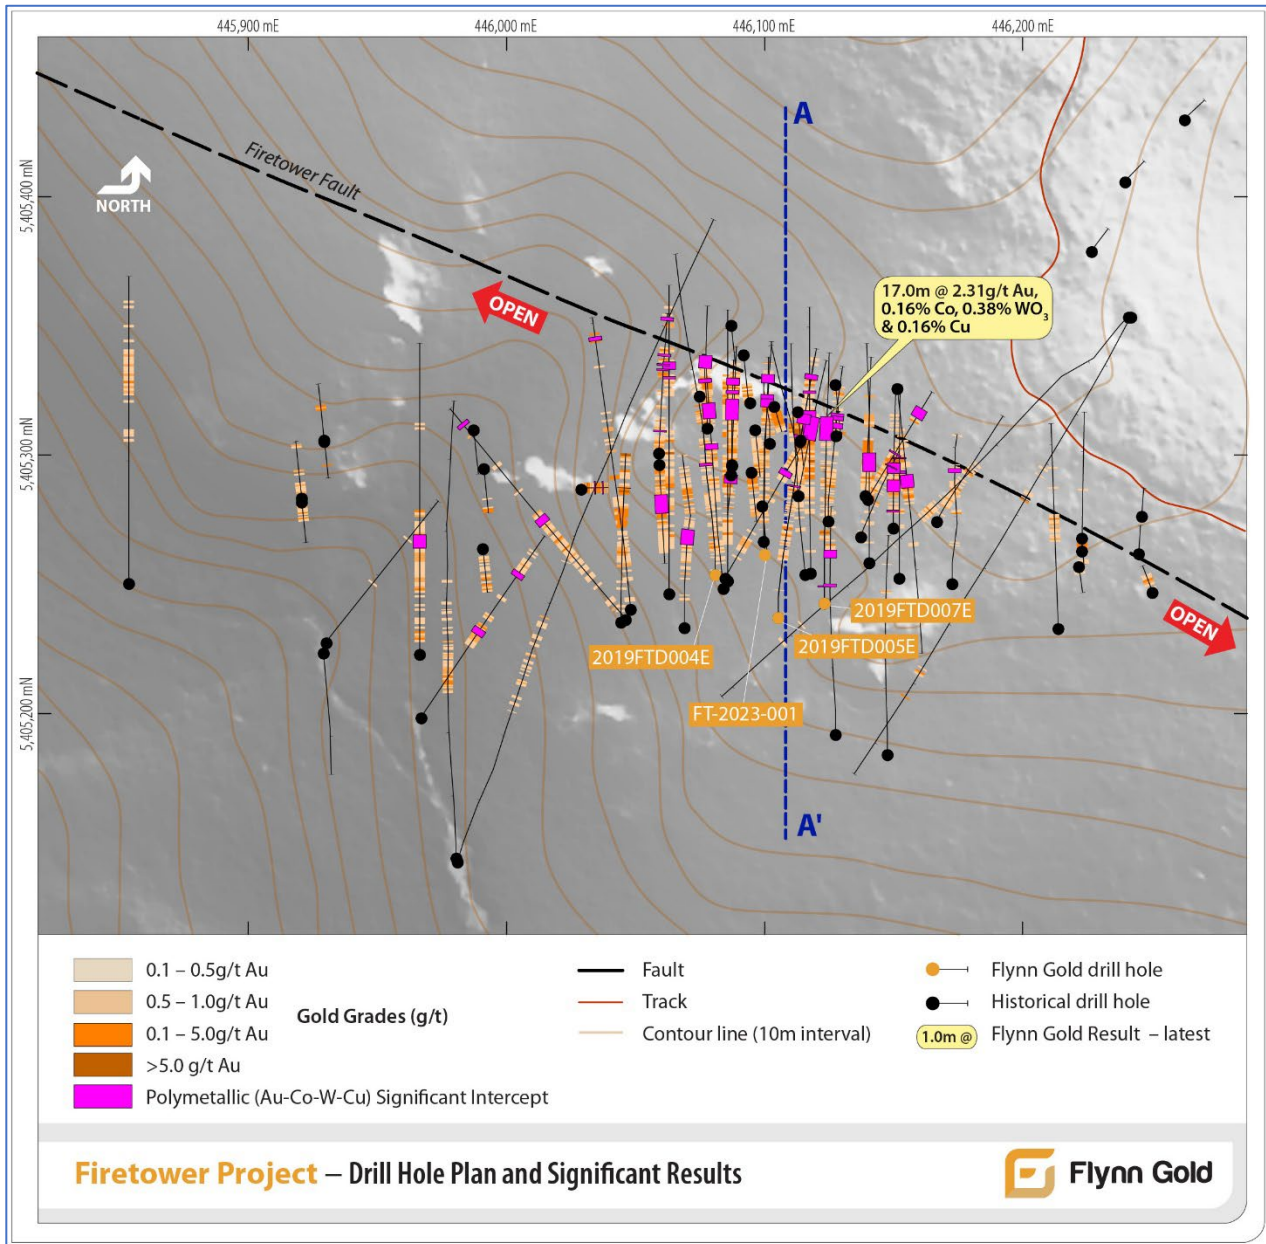 445,900 mE
446,000 mE
446,100 mE
446,200 mE
5,405,400 mN
5,405,300 mN
5,405,200 mN
NORTH
Firetower Fault
A
OPEN
17.0m @ 2.31g/t Au,
0.16% Co, 0.38% WO3
& 0.16% Cu
2019FTD007E
2019FTD005E
2019FTD004E
FT-2023-001
OPEN
A'
0.1 – 0.5g/t Au
0.5 – 1.0g/t Au
0.1 – 5.0g/t Au
>5.0 g/t Au
Polymetallic (Au-Co-W-Cu) Significant Intercept
Gold Grades (g/t)
Fault
Track
Contour line (10m interval)
Flynn Gold drill hole
Historical drill hole
1.0m @ Flynn Gold Result – latest
Firetower Project – Drill Hole Plan and Significant Results
Flynn Gold